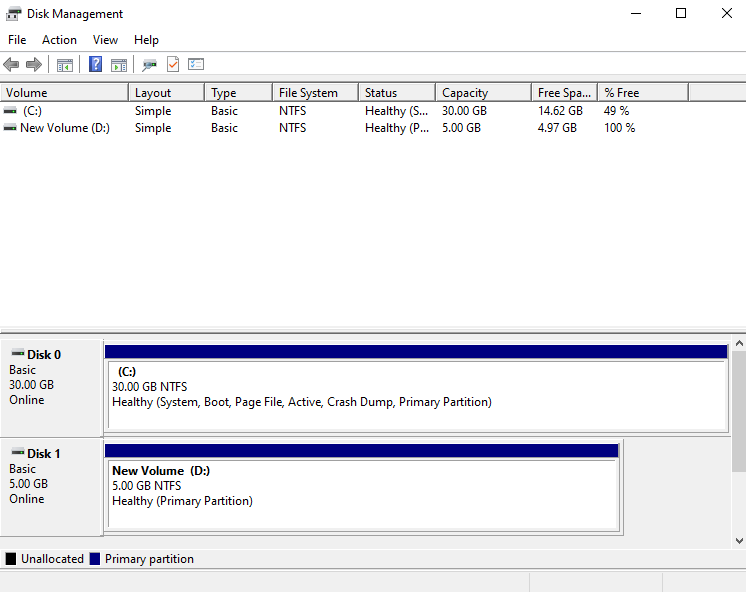 Disk Management
File Action View Help
Volume Layout Type File System Status Capacity Free Spa... % Free
(C:) Simple Basic NTFS Healthy (S... 30.00 GB 14.62 GB 49 %
New Volume (D:) Simple Basic NTFS Healthy (P... 5.00 GB 4.97 GB 100 %
Disk 0
Basic
30.00 GB
Online
(C:)
30.00 GB NTFS
Healthy (System, Boot, Page File, Active, Crash Dump, Primary Partition)
Disk 1
Basic
5.00 GB
Online
New Volume (D:)
5.00 GB NTFS
Healthy (Primary Partition)
Unallocated Primary partition